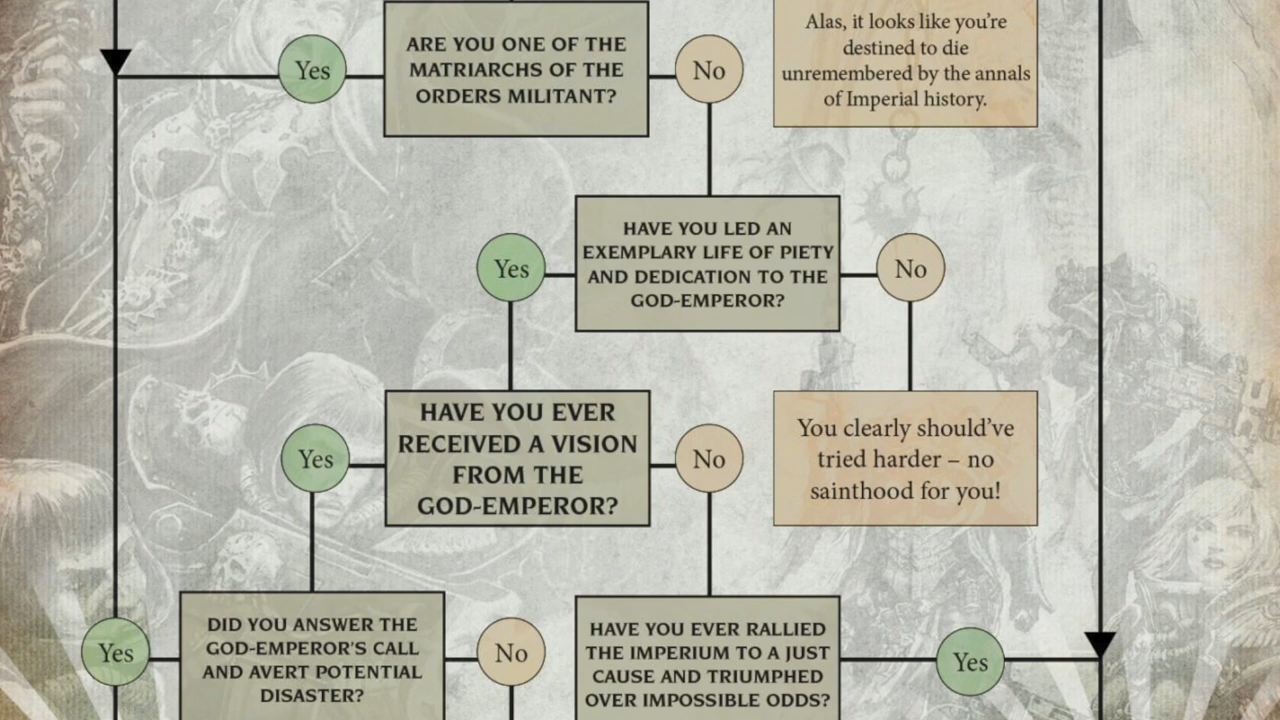 Alas, it looks like you're
destined to die
unremembered by the annals
of Imperial history.
Yes
ARE YOU ONE OF THE
MATRIARCHS OF THE
ORDERS MILITANT?
No
Yes
HAVE YOU LED AN
EXEMPLARY LIFE OF PIETY
AND DEDICATION TO THE
GOD-EMPEROR?
No
Yes
HAVE YOU EVER
RECEIVED A VISION
FROM THE
GOD-EMPEROR?
No
You clearly should've
tried harder – no
sainthood for you!
Yes
DID YOU ANSWER THE
GOD-EMPEROR'S CALL
AND AVERT POTENTIAL
DISASTER?
No
HAVE YOU EVER RALLIED
THE IMPERIUM TO A JUST
CAUSE AND TRIUMPHED
OVER IMPOSSIBLE ODDS?
Yes